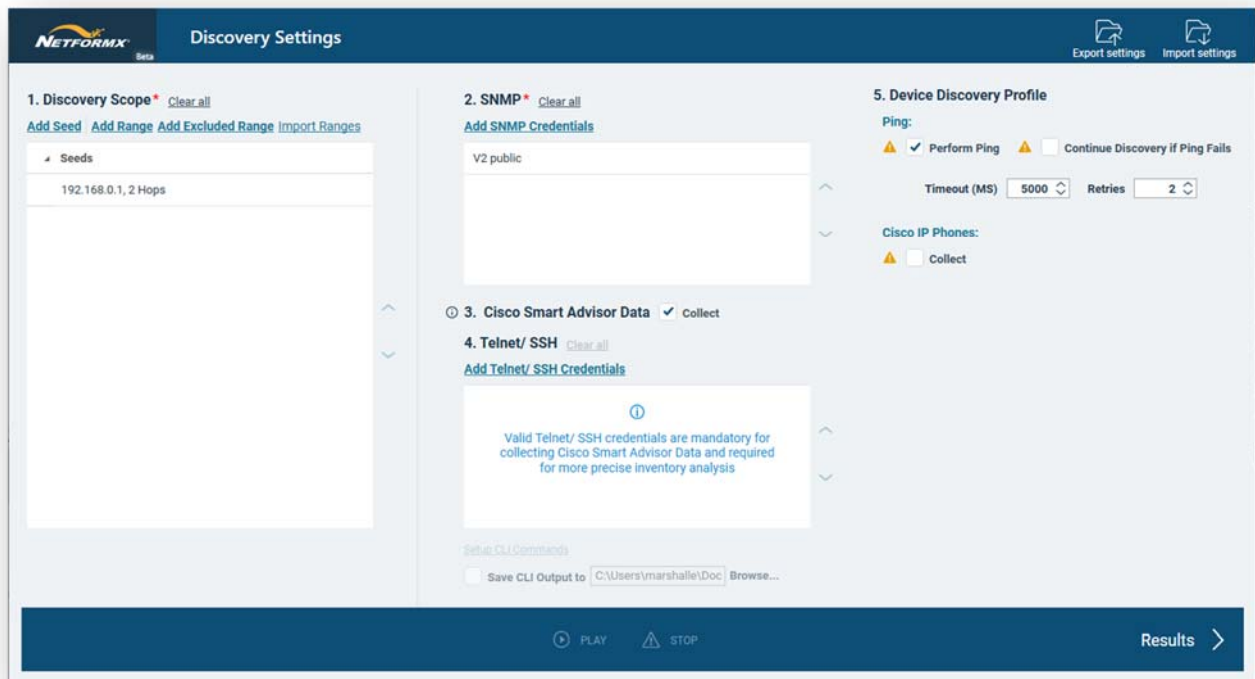 NETFORMX
Beta
Discovery Settings
Export settings
Import settings
1. Discovery Scope* Clear all
Add Seed Add Range Add Excluded Range Import Ranges
Seeds
192.168.0.1, 2 Hops
2. SNMP* Clear all
Add SNMP Credentials
V2 public
3. Cisco Smart Advisor Data Collect
4. Telnet/ SSH Clear all
Add Telnet/ SSH Credentials
Valid Telnet/ SSH credentials are mandatory for
collecting Cisco Smart Advisor Data and required
for more precise inventory analysis
Setup CLI Commands
Save CLI Output to C:\Users\marshalle\Doc Browse...
5. Device Discovery Profile
Ping:
Perform Ping Continue Discovery if Ping Fails
Timeout (MS) 5000 Retries 2
Cisco IP Phones:
Collect
PLAY STOP
Results